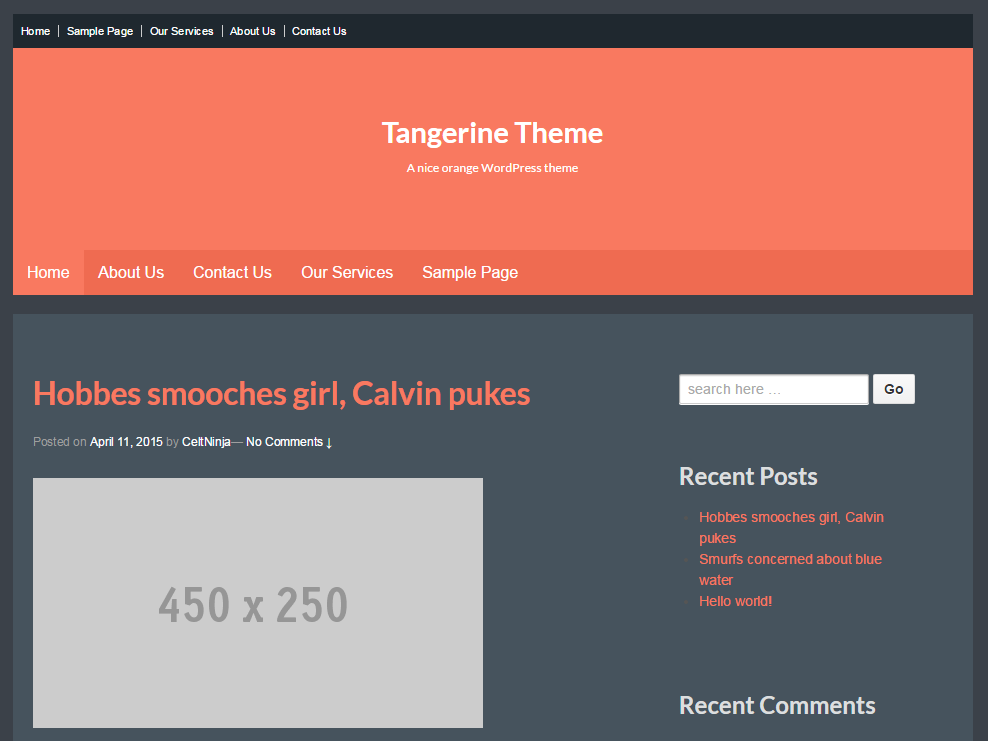 Home | Sample Page | Our Services | About Us | Contact Us
Tangerine Theme
A nice orange WordPress theme
Home About Us Contact Us Our Services Sample Page
Hobbes smooches girl, Calvin pukes
Posted on April 11, 2015 by CeltNinja— No Comments ↓
450 x 250
search here …
Go
Recent Posts
Hobbes smooches girl, Calvin
pukes
Smurfs concerned about blue
water
Hello world!
Recent Comments